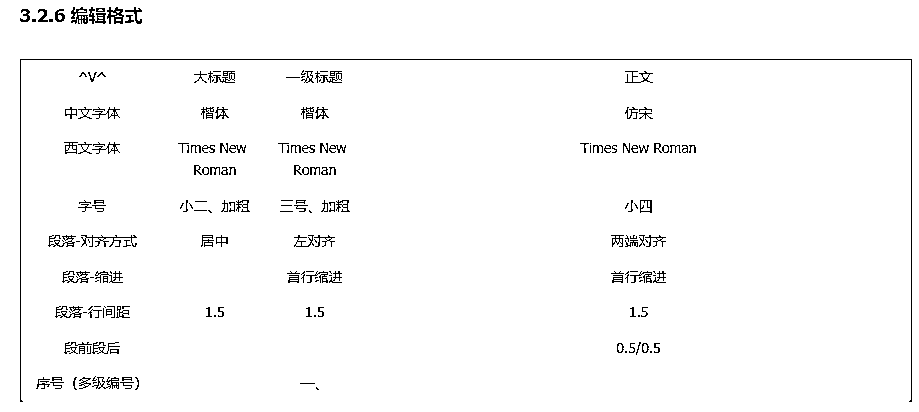 3.2.6 编辑格式
^V^ 大标题 一级标题 正文
中文字体 楷体 楷体 仿宋
西文字体 Times New Roman Times New Roman Times New Roman
字号 小二、加粗 三号、加粗 小四
段落-对齐方式 居中 左对齐 两端对齐
段落-缩进 首行缩进 首行缩进
段落-行间距 1.5 1.5 1.5
段前段后 0.5/0.5
序号（多级编号） 一、